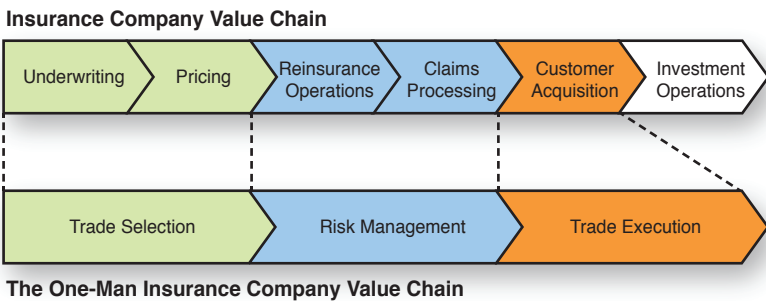 Insurance Company Value Chain
Underwriting
Pricing
Reinsurance
Operations
Claims
Processing
Customer
Acquisition
Investment
Operations
Trade Selection
Risk Management
Trade Execution
The One-Man Insurance Company Value Chain